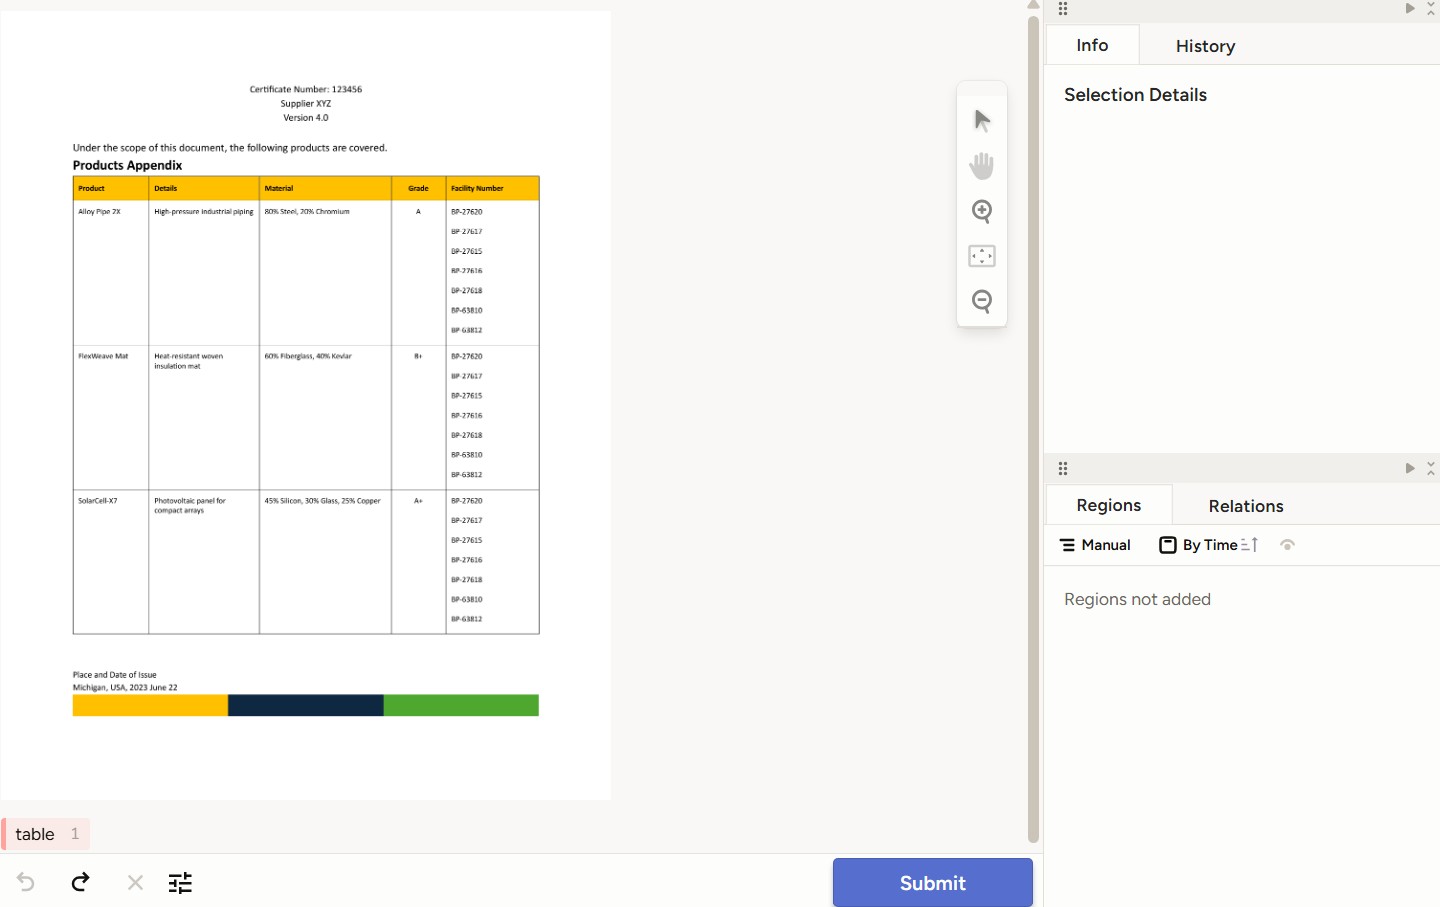 Certificate Number: 123456
Supplier XYZ
Version 4.0
Under the scope of this document, the following products are covered.
Products Appendix
Product Details Material Grade Facility Number
Alloy Pipe 2X High-pressure industrial piping 80% Steel, 20% Chromium A BP-27620
BP-27617
BP-27615
BP-27616
BP-27618
BP-63810
BP-63812
FlexWeave Mat Heat-resistant woven 60% Fiberglass, 40% Kevlar B+ BP-27620
insulation mat
BP-27617
BP-27615
BP-27616
BP-27618
BP-63810
BP-63812
SolarCell-X7 Photovoltaic panel for 45% Silicon, 30% Glass, 25% Copper A+ BP-27620
compact arrays
BP-27617
BP-27615
BP-27616
BP-27618
BP-63810
BP-63812
Place and Date of Issue
Michigan, USA, 2023 June 22
table 1
Submit
Info History
Selection Details
Regions Relations
Manual By Time
Regions not added